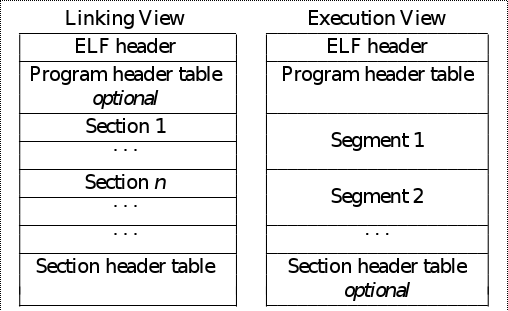 Linking View
ELF header
Program header table
optional
Section 1
. . .
Section n
. . .
. . .
Section header table
Execution View
ELF header
Program header table
Segment 1
Segment 2
. . .
Section header table
optional